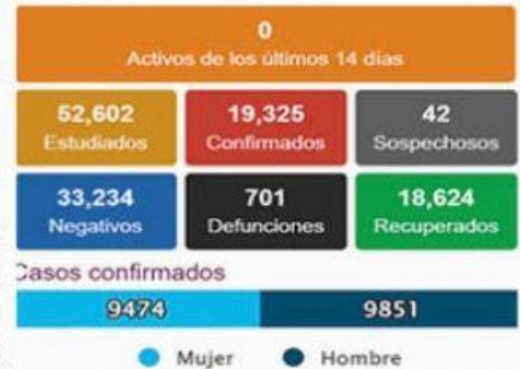 0
Activos de los últimos 14 días
52,602
Estudiados
19,325
Confirmados
42
Sospechosos
33,234
Negativos
701
Defunciones
18,624
Recuperados
Casos confirmados
9474
9851
Mujer
Hombre